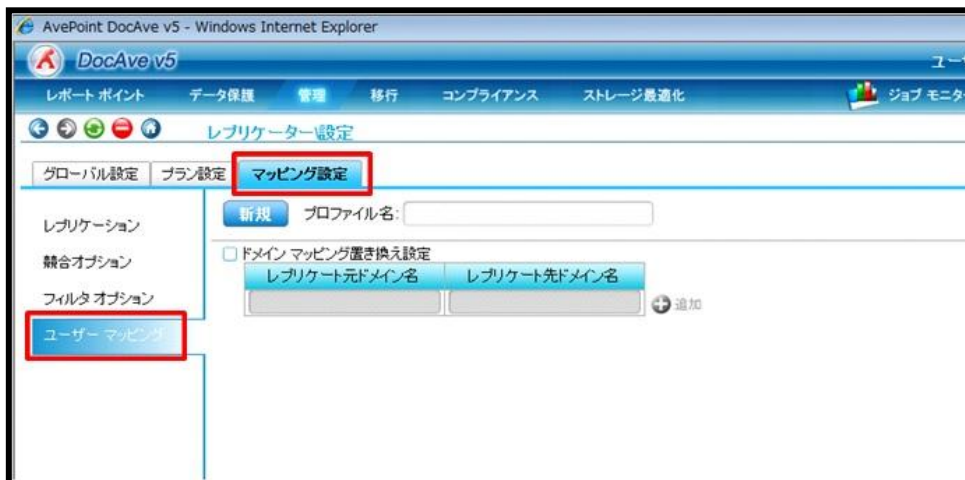 AvePoint DocAve v5 - Windows Internet Explorer
DocAve v5
ユーザ
レポート ポイント データ保護 管理 移行 コンプライアンス ストレージ最適化 ジョブ モニター
レプリケーター\設定
グローバル設定 プラン設定 マッピング設定
新規 プロファイル名:
レプリケーション
競合オプション
フィルタ オプション
ユーザー マッピング
ドメイン マッピング置き換え設定
レプリケート元ドメイン名 レプリケート先ドメイン名
追加